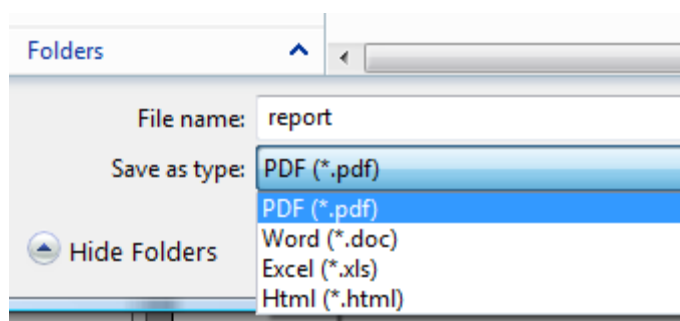 Folders
File name: report
Save as type: PDF (*.pdf)
PDF (*.pdf)
Word (*.doc)
Hide Folders
Excel (*.xls)
Html (*.html)